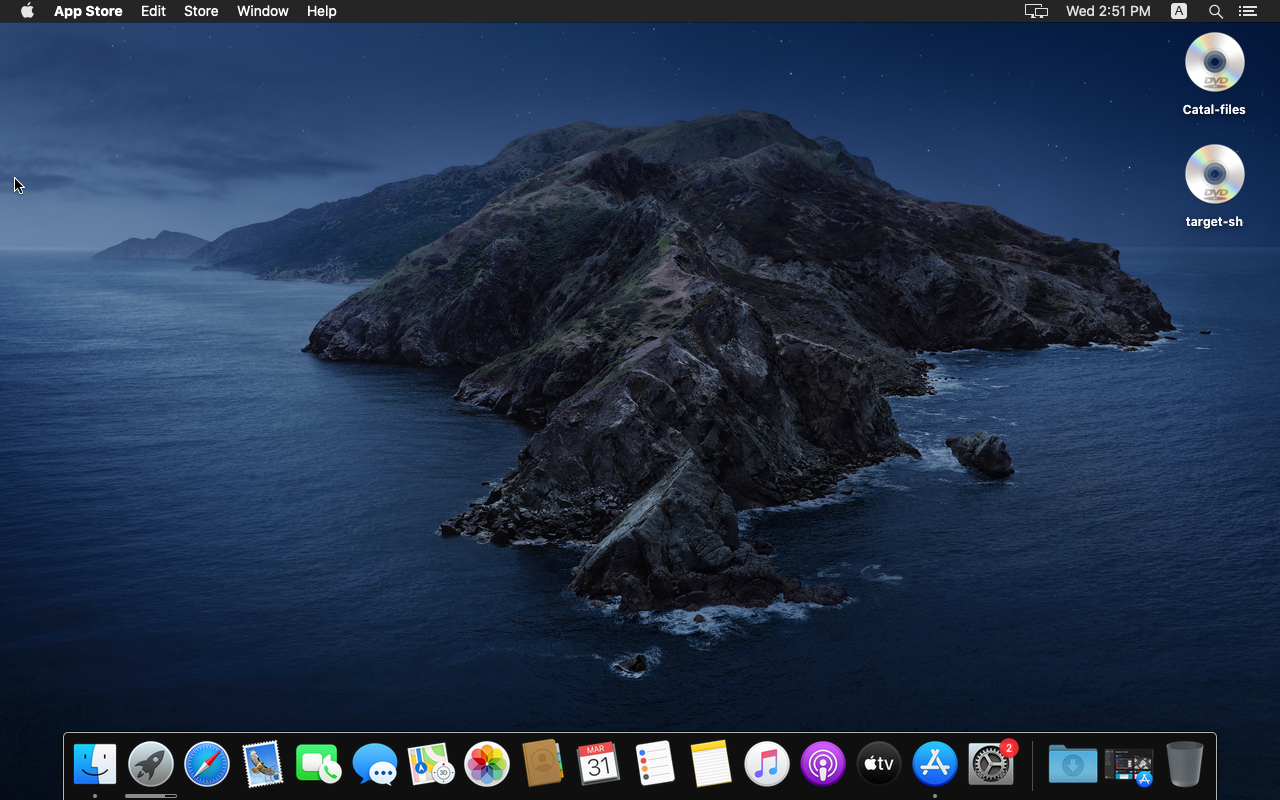 App Store Edit Store Window Help Wed 2:51 PM A
DVD
Catal-files
DVD
target-sh
MAR
31
3D
tv
2